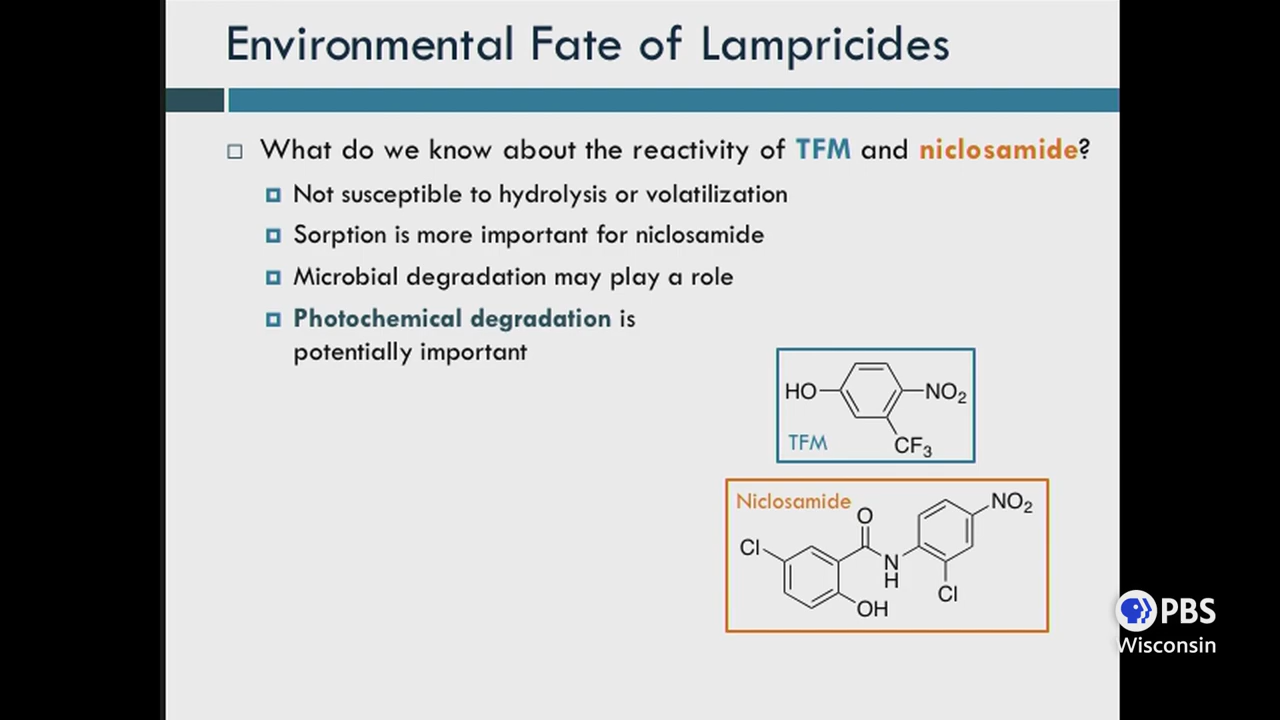 Environmental Fate of Lampricides
What do we know about the reactivity of TFM and niclosamide?
Not susceptible to hydrolysis or volatilization
Sorption is more important for niclosamide
Microbial degradation may play a role
Photochemical degradation is
potentially important
HO
NO2
TFM
CF3
Niclosamide
O
NO2
Cl
N
H
Cl
OH
PBS
Wisconsin